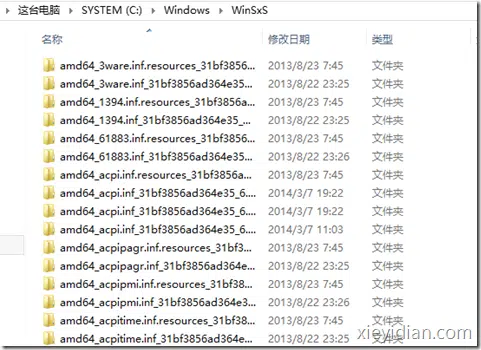 这台电脑 › SYSTEM (C:) › Windows › WinSxS
名称 修改日期 类型
amd64_3ware.inf.resources_31bf3856... 2013/8/23 7:45 文件夹
amd64_3ware.inf_31bf3856ad364e35... 2013/8/22 23:25 文件夹
amd64_1394.inf.resources_31bf3856a... 2013/8/23 7:45 文件夹
amd64_1394.inf_31bf3856ad364e35_... 2013/8/22 23:25 文件夹
amd64_61883.inf.resources_31bf3856... 2013/8/23 7:45 文件夹
amd64_61883.inf_31bf3856ad364e35... 2013/8/22 23:26 文件夹
amd64_acpi.inf.resources_31bf3856a... 2013/8/23 7:45 文件夹
amd64_acpi.inf_31bf3856ad364e35_6... 2014/3/7 19:22 文件夹
amd64_acpi.inf_31bf3856ad364e35_6... 2014/3/7 19:22 文件夹
amd64_acpi.inf_31bf3856ad364e35_6... 2014/3/7 11:03 文件夹
amd64_acpipagr.inf.resources_31bf3... 2013/8/23 7:45 文件夹
amd64_acpipagr.inf_31bf3856ad364e... 2013/8/22 23:25 文件夹
amd64_acpipmi.inf.resources_31bf38... 2013/8/23 7:45 文件夹
amd64_acpipmi.inf_31bf3856ad364e3... 2013/8/22 23:26 文件夹
amd64_acpitime.inf.resources_31bf38... 2013/8/23 7:45 文件夹
amd64_acpitime.inf_31bf3856ad364e... 2013/8/22 23:25 文件夹
xieyidian.com